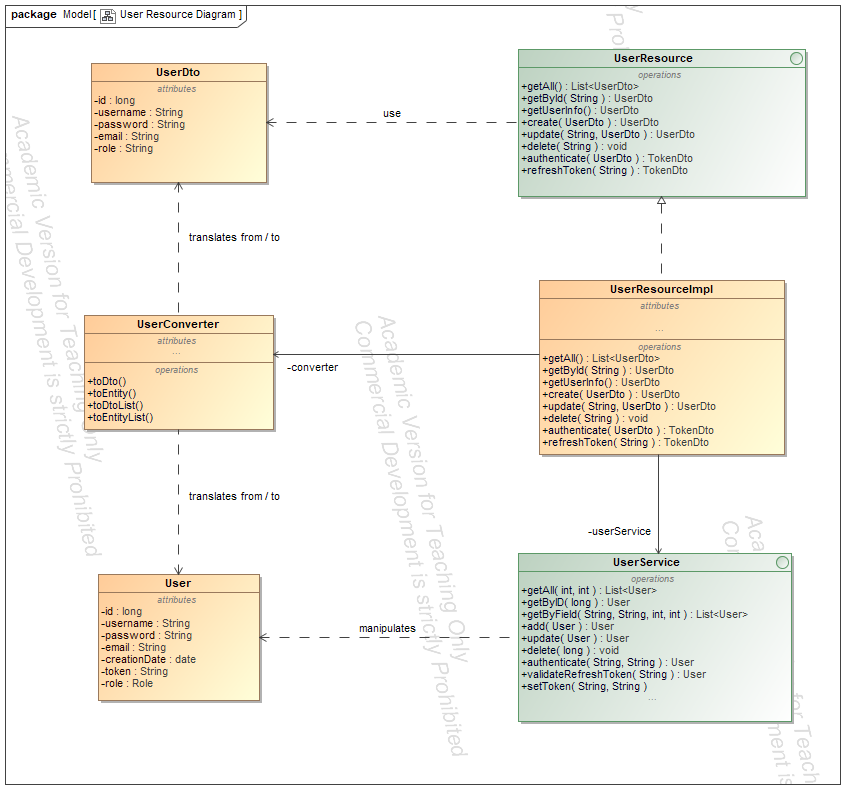 package Model[ User Resource Diagram ]
UserDto
attributes
-id : long
-username : String
-password : String
-email : String
-role : String
use
UserResource
operations
+getAll() : List<UserDto>
+getById( String ) : UserDto
+getUserInfo() : UserDto
+create( UserDto ) : UserDto
+update( String, UserDto ) : UserDto
+delete( String ) : void
+authenticate( UserDto ) : TokenDto
+refreshToken( String ) : TokenDto
translates from / to
UserConverter
attributes
...
operations
+toDto()
+toEntity()
+toDtoList()
+toEntityList()
-converter
UserResourceImpl
attributes
...
operations
+getAll() : List<UserDto>
+getById( String ) : UserDto
+getUserInfo() : UserDto
+create( UserDto ) : UserDto
+update( String, UserDto ) : UserDto
+delete( String ) : void
+authenticate( UserDto ) : TokenDto
+refreshToken( String ) : TokenDto
translates from / to
-userService
User
attributes
-id : long
-username : String
-password : String
-email : String
-creationDate : date
-token : String
-role : Role
manipulates
UserService
operations
+getAll( int, int ) : List<User>
+getByID( long ) : User
+getByField( String, String, int, int ) : List<User>
+add( User ) : User
+update( User ) : User
+delete( long ) : void
+authenticate( String, String ) : User
+validateRefreshToken( String ) : User
+setToken( String, String )
...
Academic Version for Teaching Only
Commercial Development is strictly Prohibited
Academic Version for Teaching Only
Commercial Development is strictly Prohibited